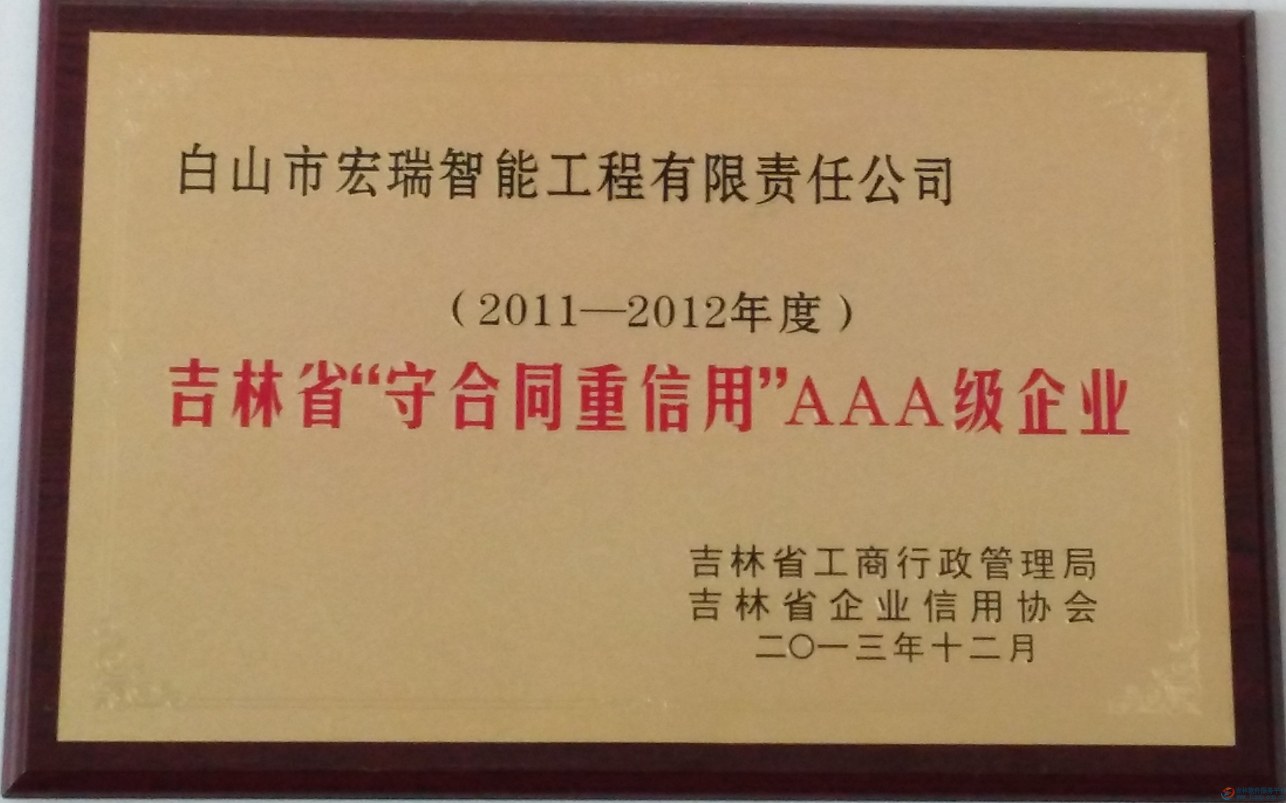 白山市宏瑞智能工程有限责任公司
（2011—2012年度）
吉林省“守合同重信用”AAA级企业
吉林省工商行政管理局
吉林省企业信用协会
二〇一三年十二月